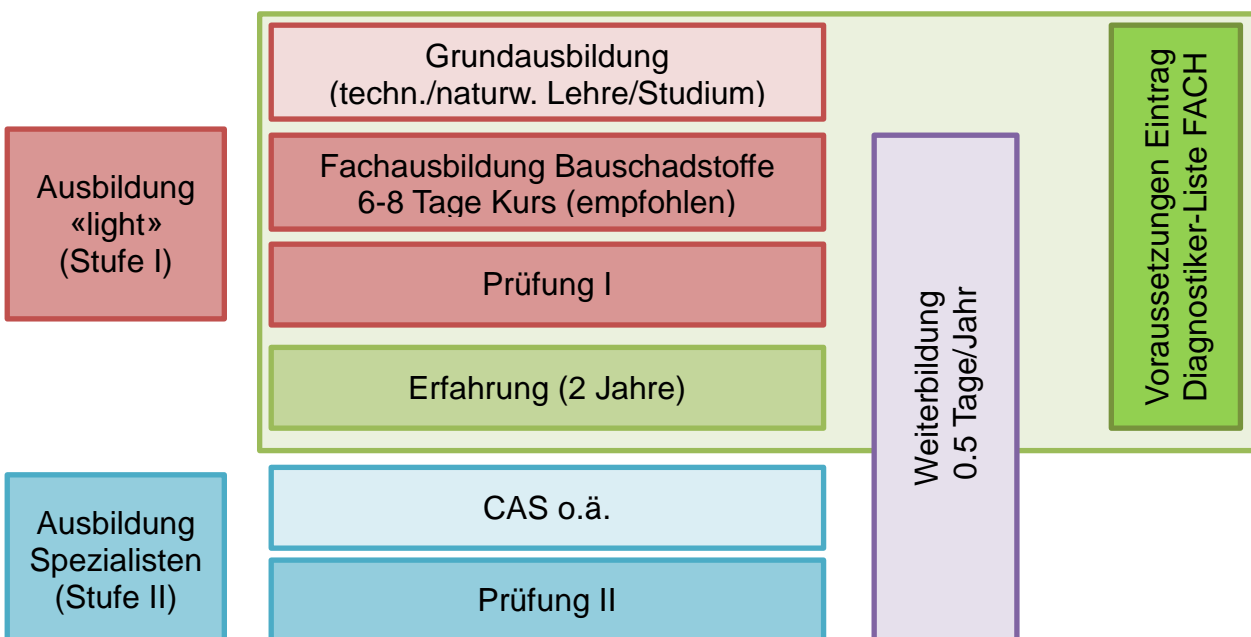 Grundausbildung
(techn./naturw. Lehre/Studium)
Ausbildung
«light»
(Stufe I)
Fachausbildung Bauschadstoffe
6-8 Tage Kurs (empfohlen)
Prüfung I
Erfahrung (2 Jahre)
Weiterbildung
0.5 Tage/Jahr
Voraussetzungen Eintrag
Diagnostiker-Liste FACH
Ausbildung
Spezialisten
(Stufe II)
CAS o.ä.
Prüfung II